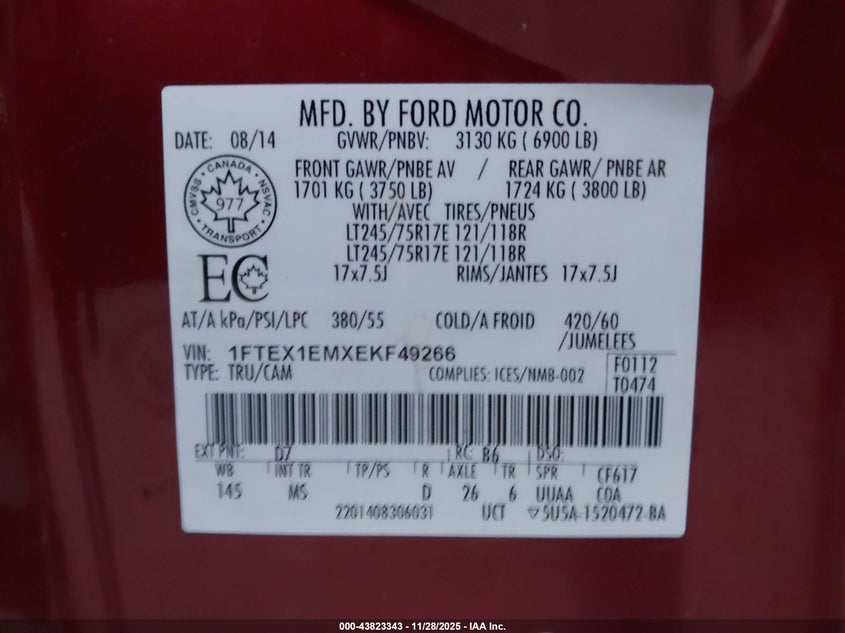 MFD. BY FORD MOTOR CO.
DATE: 08/14 GVWR/PNBV: 3130 KG ( 6900 LB)
FRONT GAWR/PNBE AV / REAR GAWR/ PNBE AR
1701 KG ( 3750 LB) 1724 KG ( 3800 LB)
WITH/AVEC TIRES/PNEUS
LT245/75R17E 121/118R
LT245/75R17E 121/118R
17x7.5J RIMS/JANTES 17x7.5J
CANADA
CMVSS
NSVAC
977
TRANSPORT
EC
AT/A kPa/PSI/LPC 380/55 COLD/A FROID 420/60
/JUMELEES
VIN: 1FTEX1EMXEKF49266
TYPE: TRU/CAM COMPLIES: ICES/NMB-002
F0112
T0474
EXT PNT: D7 RC: B6 DSO:
WB INT TR TP/PS R AXLE TR SPR CF617
145 MS D 26 6 UUAA COA
2201408306031 UCT 5U5A-1520472-BA
000-43823343 - 11/28/2025 - IAA Inc.